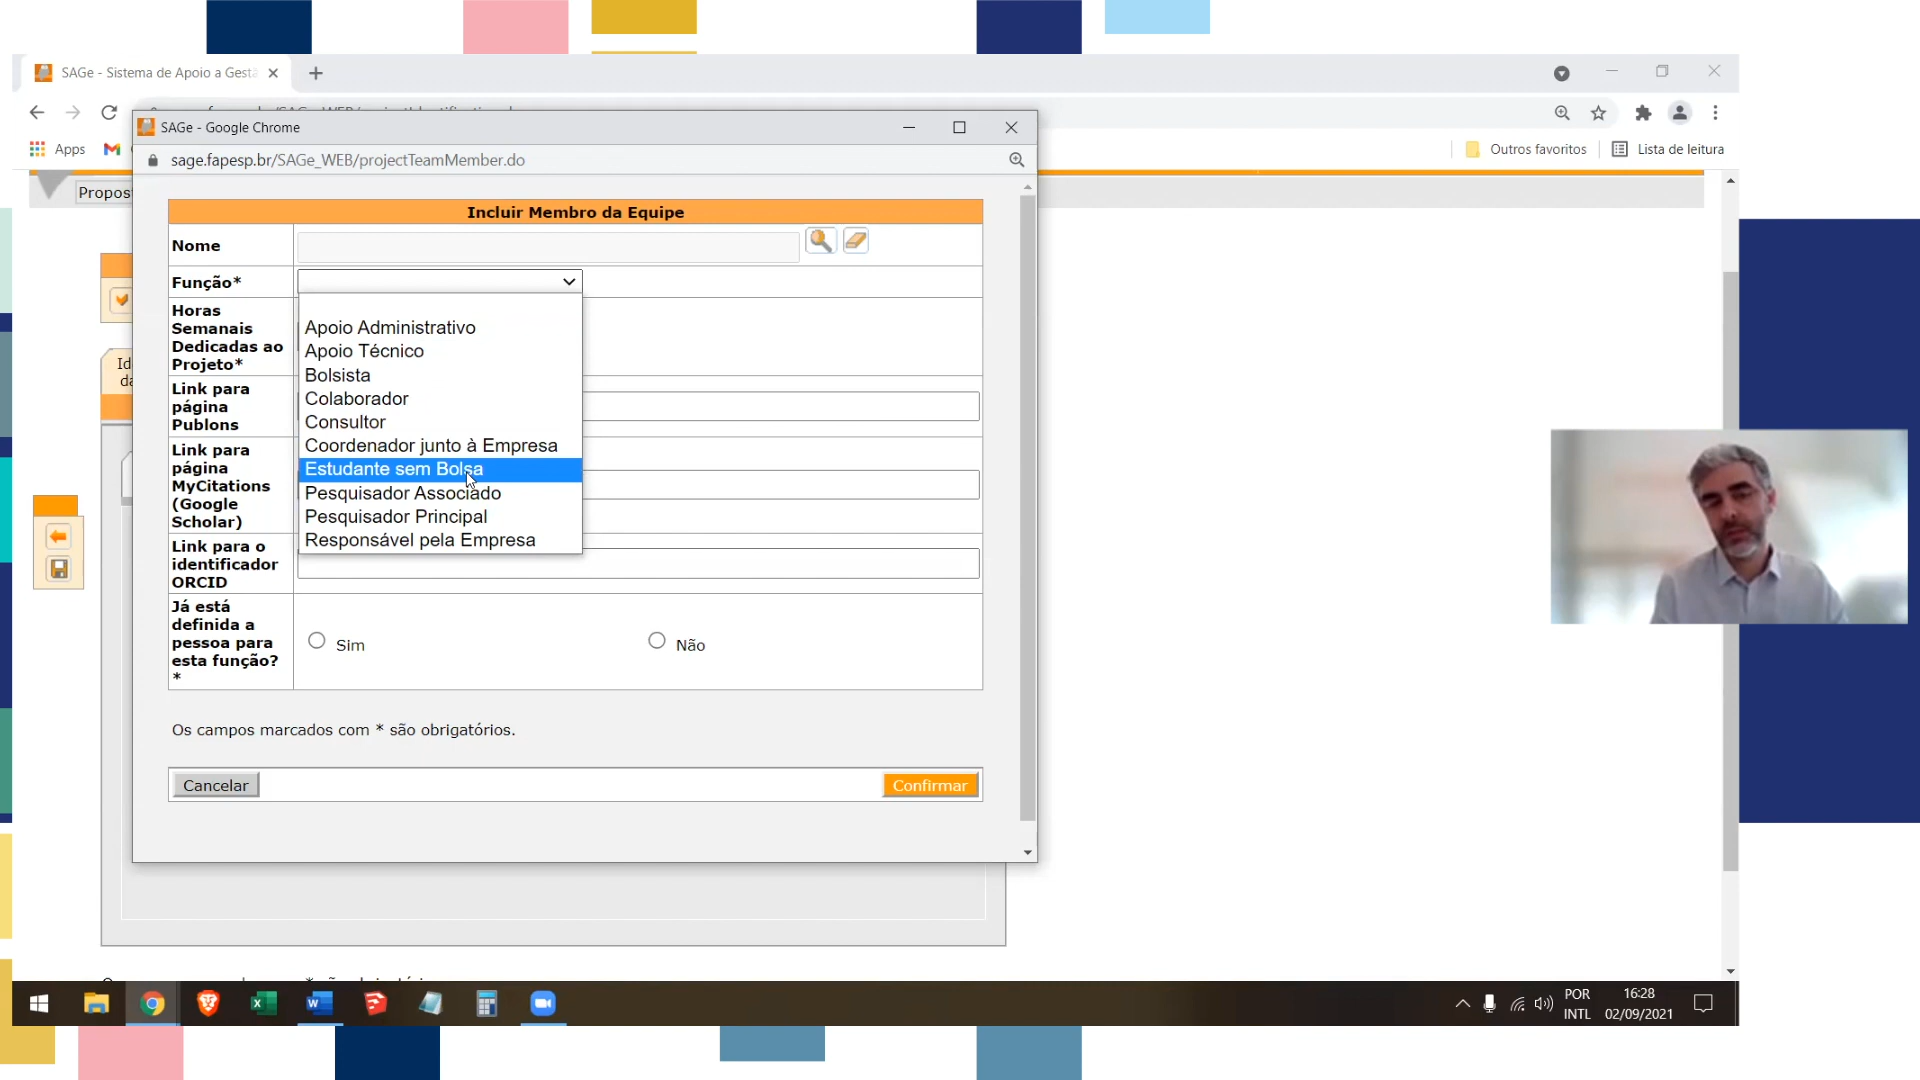 SAGe - Sistema de Apoio a Gestã
SAGe - Google Chrome
Apps
sage.fapesp.br/SAGe_WEB/projectTeamMember.do
Outros favoritos
Lista de leitura
Propos
Incluir Membro da Equipe
Nome
Função*
Horas
Semanais
Dedicadas ao
Projeto*
Apoio Administrativo
Apoio Técnico
Bolsista
Colaborador
Consultor
Coordenador junto à Empresa
Estudante sem Bolsa
Pesquisador Associado
Pesquisador Principal
Responsável pela Empresa
Link para
página
Publons
Link para
página
MyCitations
(Google
Scholar)
Link para o
identificador
ORCID
Já está
definida a
pessoa para
esta função?
*
Sim
Não
Id
da
Os campos marcados com * são obrigatórios.
Cancelar
Confirmar
POR
INTL
16:28
02/09/2021